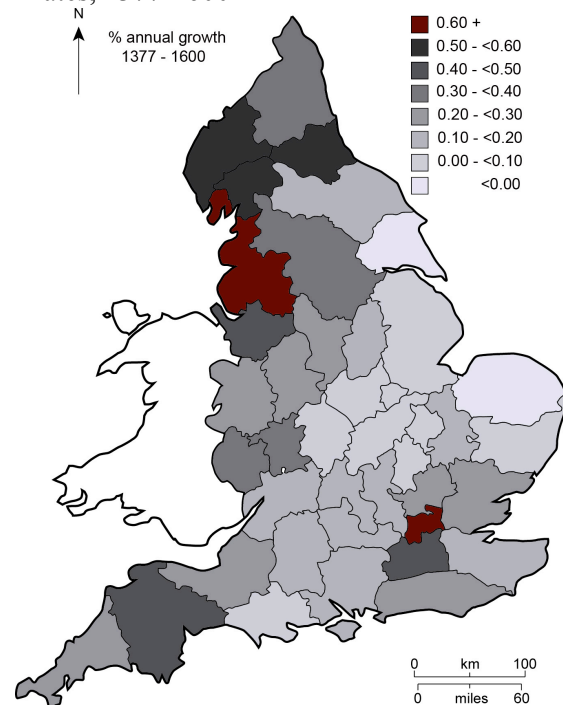 N
% annual growth
1377 - 1600
0.60 +
0.50 - <0.60
0.40 - <0.50
0.30 - <0.40
0.20 - <0.30
0.10 - <0.20
0.00 - <0.10
<0.00
0 km 100
0 miles 60